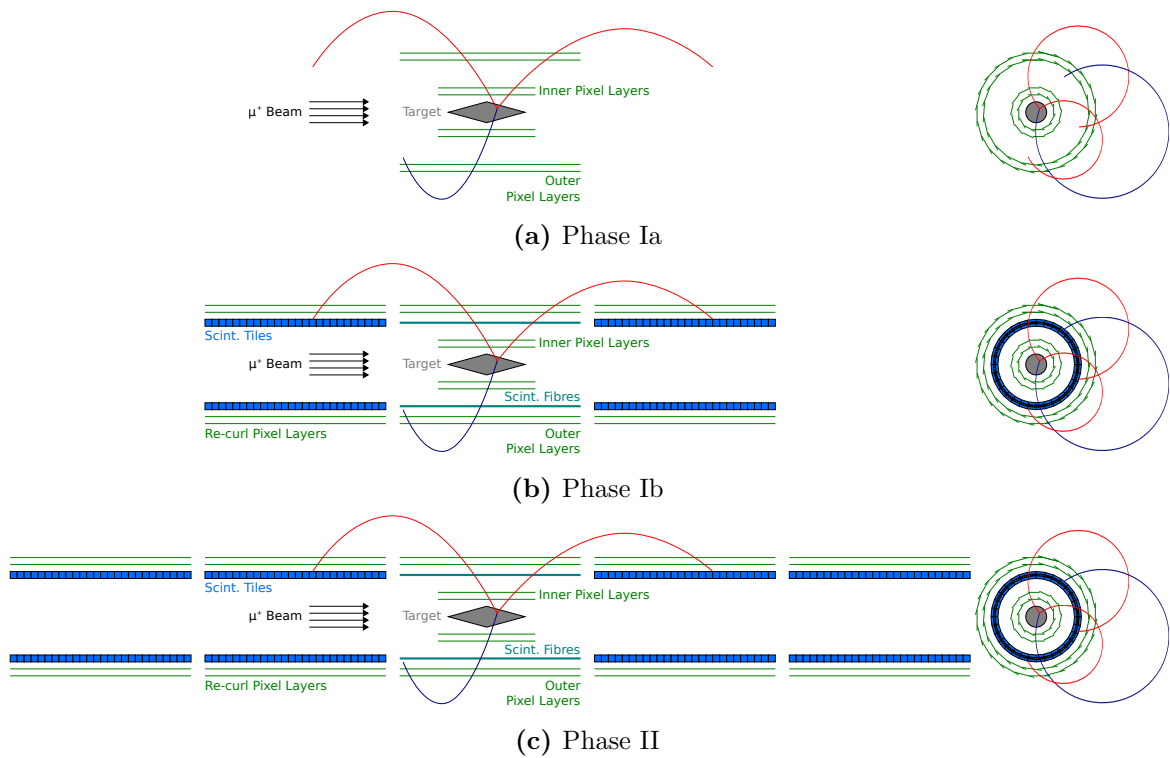 Inner Pixel Layers
μ⁺ Beam
Target
Outer
Pixel Layers
(a) Phase Ia
Scint. Tiles
Inner Pixel Layers
μ⁺ Beam
Target
Scint. Fibres
Re-curl Pixel Layers
Outer
Pixel Layers
(b) Phase Ib
Scint. Tiles
Inner Pixel Layers
μ⁺ Beam
Target
Scint. Fibres
Re-curl Pixel Layers
Outer
Pixel Layers
(c) Phase II